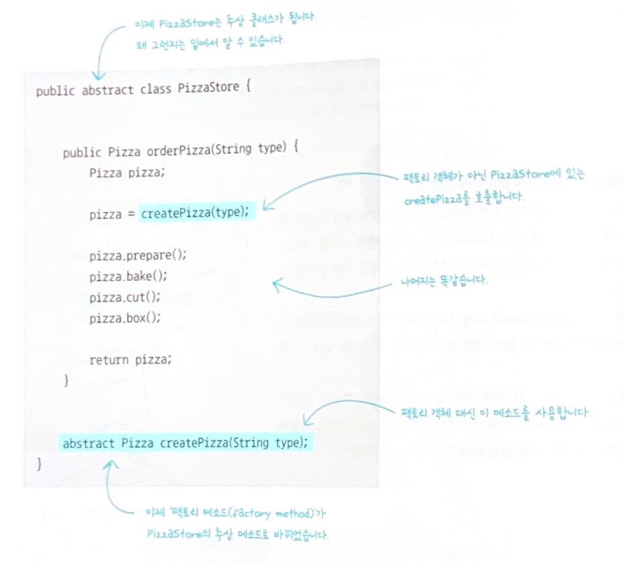 이제 PizzaStore는 추상 클래스가 됩니다.
왜 그런지는 밑에서 알 수 있습니다
public abstract class PizzaStore {
public Pizza orderPizza(String type) {
Pizza pizza;
팩토리 객체가 아닌 PizzaStore에 있는
pizza = createPizza(type);
createPizza를 호출합니다.
pizza.prepare();
pizza.bake();
나머지는 똑같습니다.
pizza.cut();
pizza.box();
return pizza;
}
팩토리 객체 대신 이 메소드를 사용합니다.
abstract Pizza createPizza(String type);
}
이제 '팩토리 메소드(factory method)'가
PizzaStore의 추상 메소드로 바뀌었습니다.